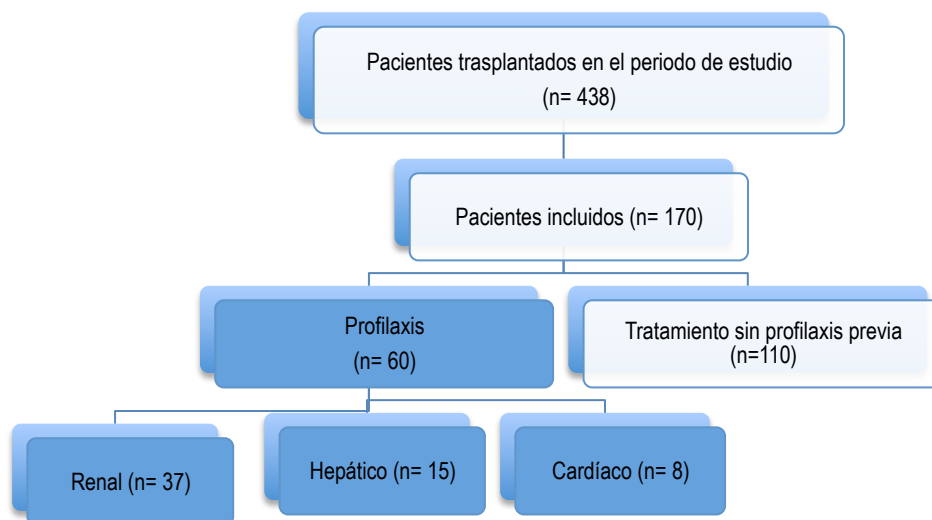 Pacientes trasplantados en el periodo de estudio
(n= 438)
Pacientes incluidos (n= 170)
Profilaxis
(n= 60)
Tratamiento sin profilaxis previa
(n=110)
Renal (n= 37)
Hepático (n= 15)
Cardíaco (n= 8)